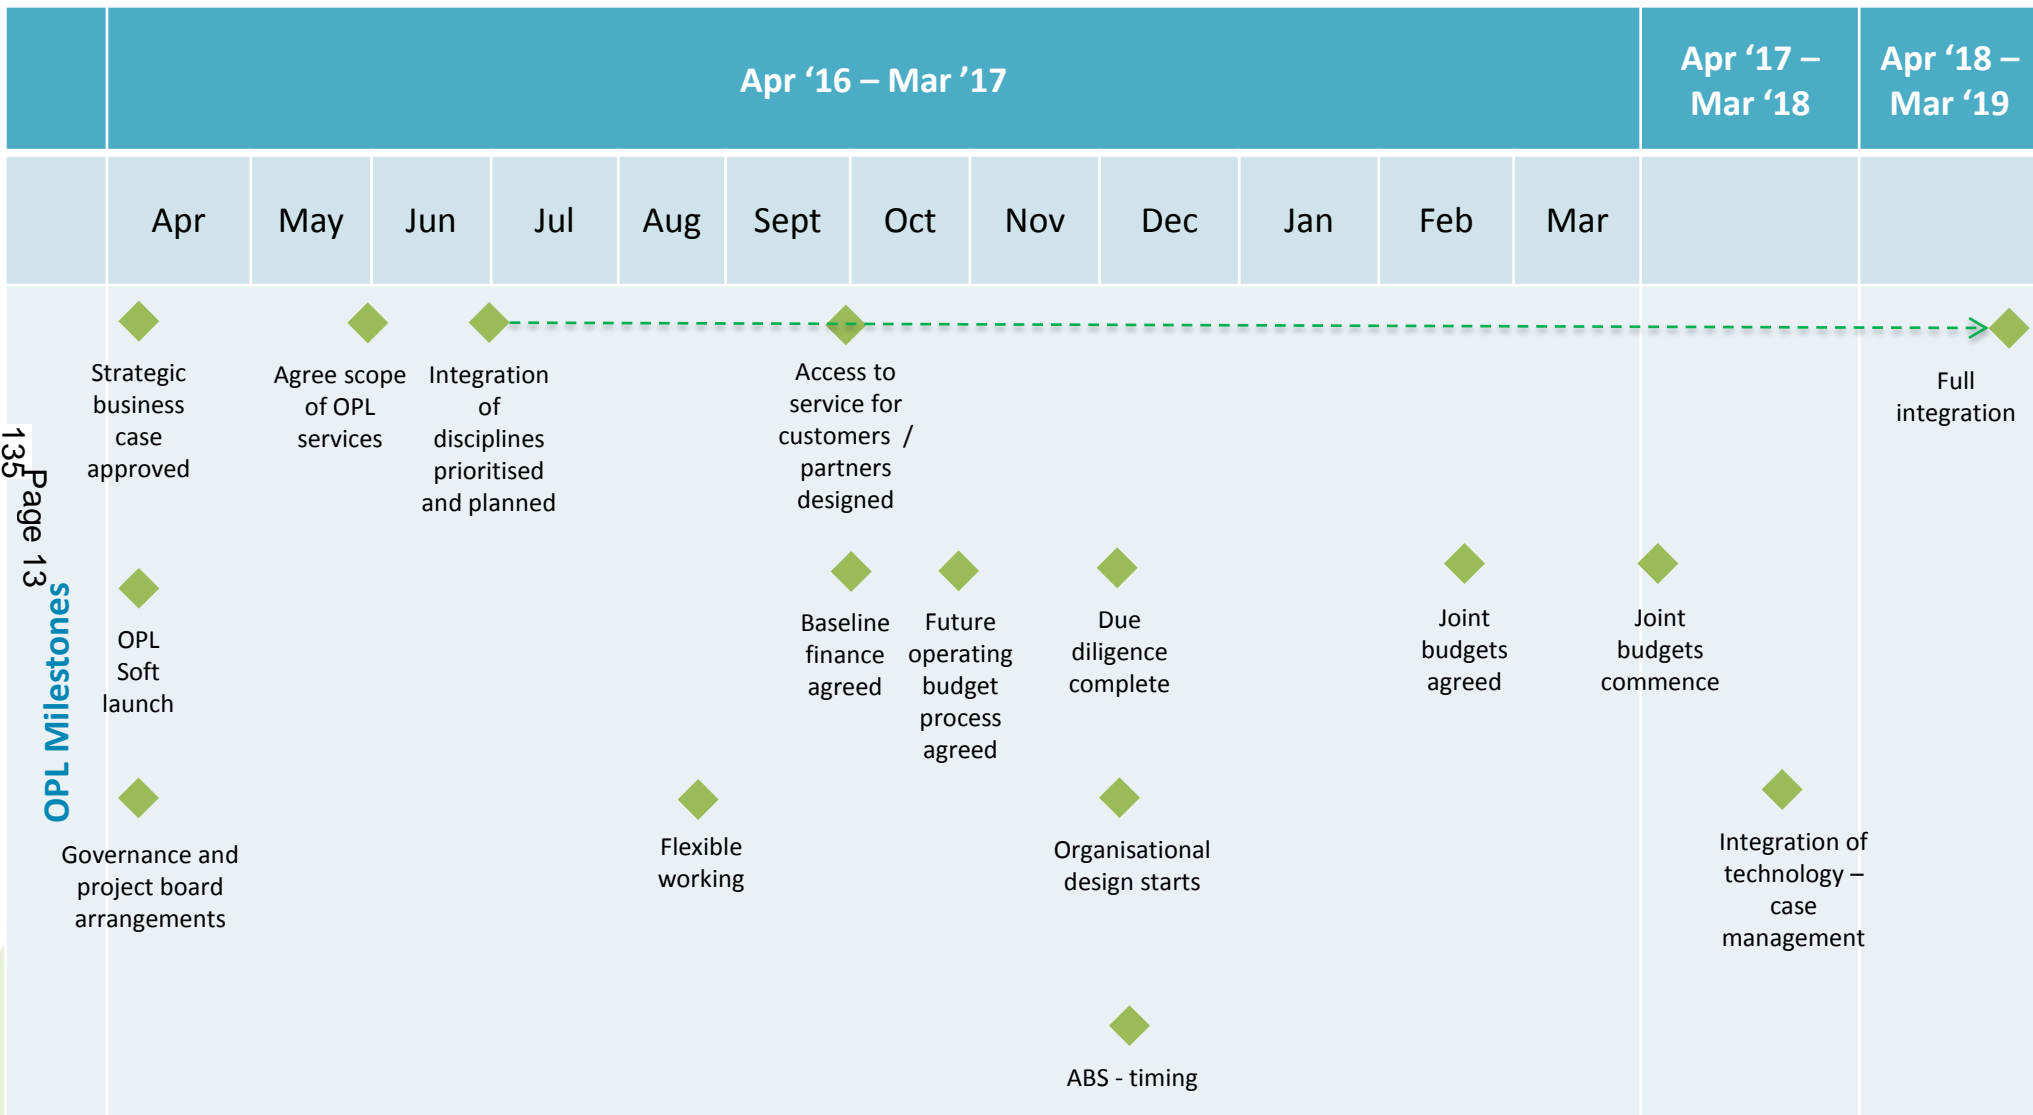 Apr ‘16 – Mar ’17
Apr ‘17 –
Mar ‘18
Apr ‘18 –
Mar ‘19
Apr
May
Jun
Jul
Aug
Sept
Oct
Nov
Dec
Jan
Feb
Mar
Page 13
135
OPL Milestones
Strategic
business
case
approved
Agree scope
of OPL
services
Integration
of
disciplines
prioritised
and planned
Access to
service for
customers /
partners
designed
Full
integration
OPL
Soft
launch
Baseline
finance
agreed
Future
operating
budget
process
agreed
Due
diligence
complete
Joint
budgets
agreed
Joint
budgets
commence
Governance and
project board
arrangements
Flexible
working
Organisational
design starts
Integration of
technology –
case
management
ABS - timing